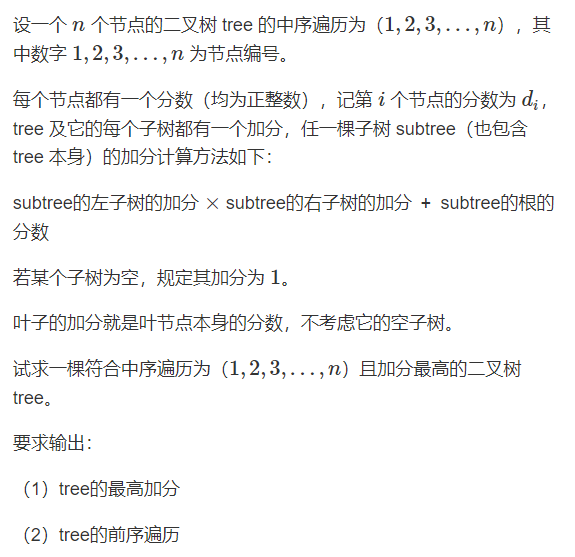 设一个 n 个节点的二叉树 tree 的中序遍历为（1, 2, 3, . . . , n），其
中数字 1, 2, 3, . . . , n 为节点编号。
每个节点都有一个分数（均为正整数），记第 i 个节点的分数为 dᵢ，
tree 及它的每个子树都有一个加分，任一棵子树 subtree（也包含
tree 本身）的加分计算方法如下：
subtree的左子树的加分 × subtree的右子树的加分 + subtree的根的
分数
若某个子树为空，规定其加分为 1。
叶子的加分就是叶节点本身的分数，不考虑它的空子树。
试求一棵符合中序遍历为（1, 2, 3, . . . , n）且加分最高的二叉树
tree。
要求输出：
（1）tree的最高加分
（2）tree的前序遍历